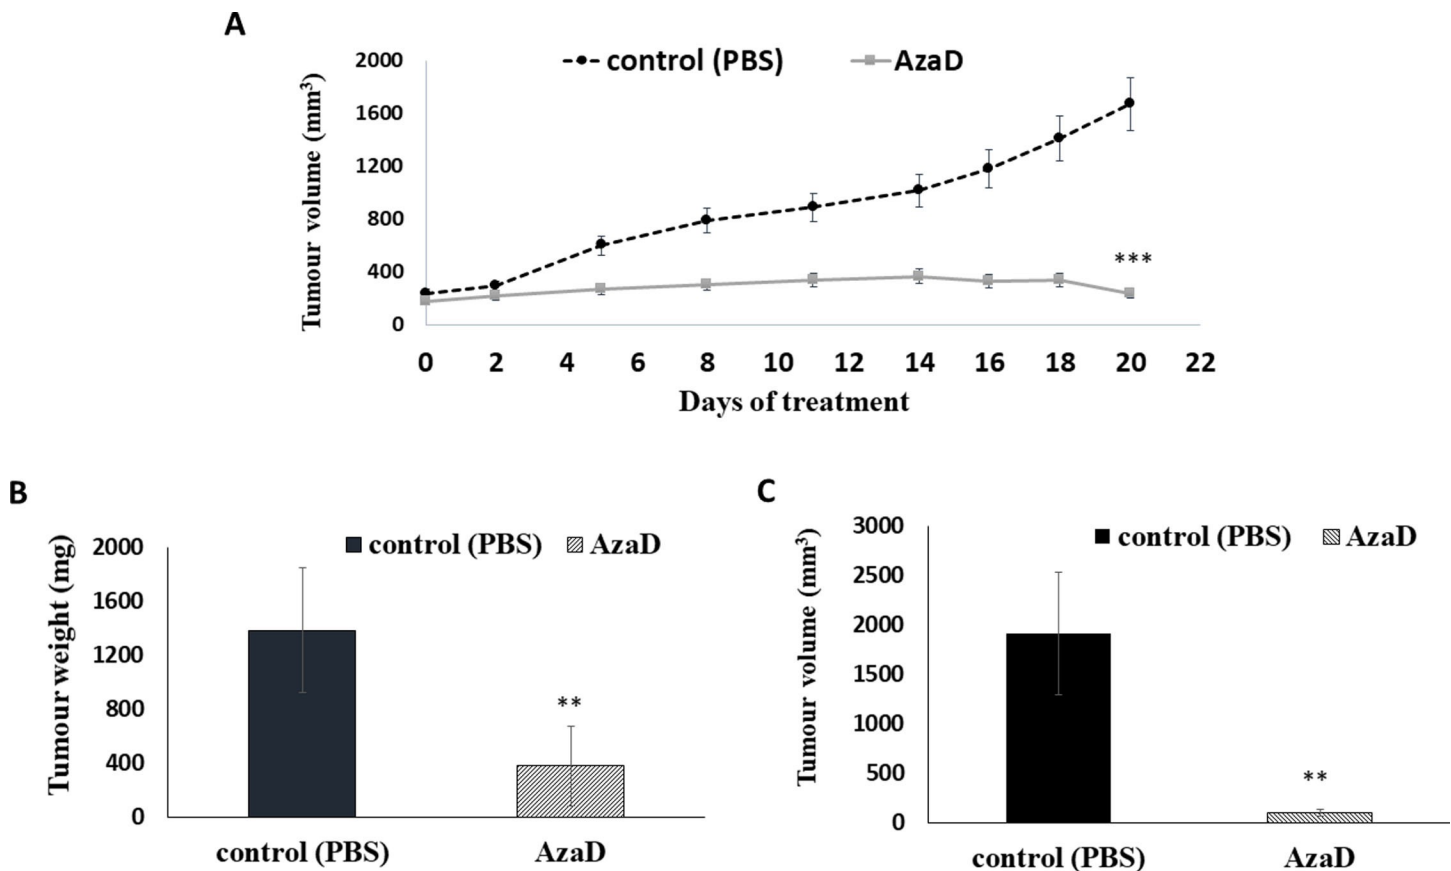 A
control (PBS) AzaD
Tumour volume (mm³)
2000
1600
1200
800
400
0
***
0 2 4 6 8 10 12 14 16 18 20 22
Days of treatment
B
control (PBS) AzaD
Tumour weight (mg)
2000
1600
1200
800
400
0
**
control (PBS) AzaD
C
control (PBS) AzaD
Tumour volume (mm³)
3000
2500
2000
1500
1000
500
0
**
control (PBS) AzaD